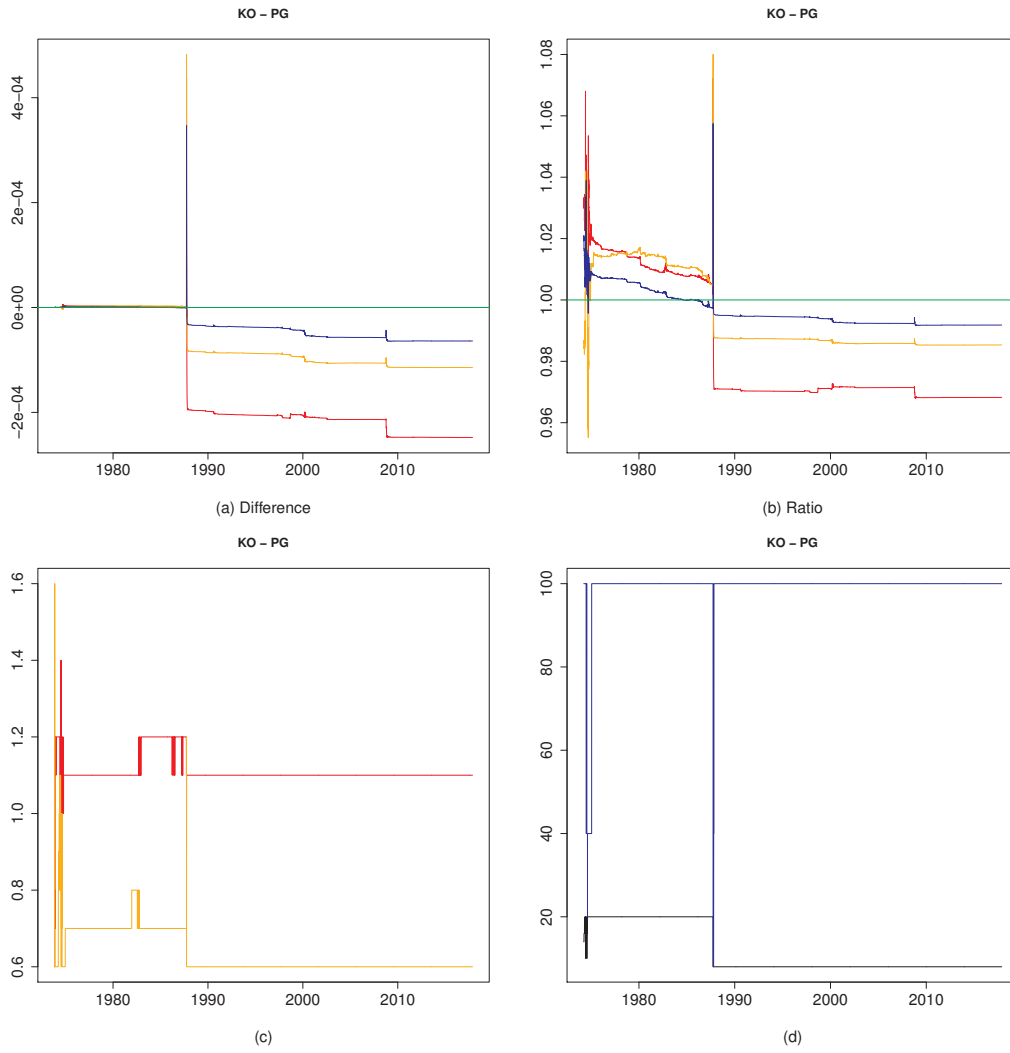 KO – PG
KO – PG
4e−04
2e−04
0e+00
−2e−04
1980 1990 2000 2010
(a) Difference
1.08
1.06
1.04
1.02
1.00
0.98
0.96
1980 1990 2000 2010
(b) Ratio
KO – PG
KO – PG
1.6
1.4
1.2
1.0
0.8
0.6
1980 1990 2000 2010
(c)
100
80
60
40
20
1980 1990 2000 2010
(d)